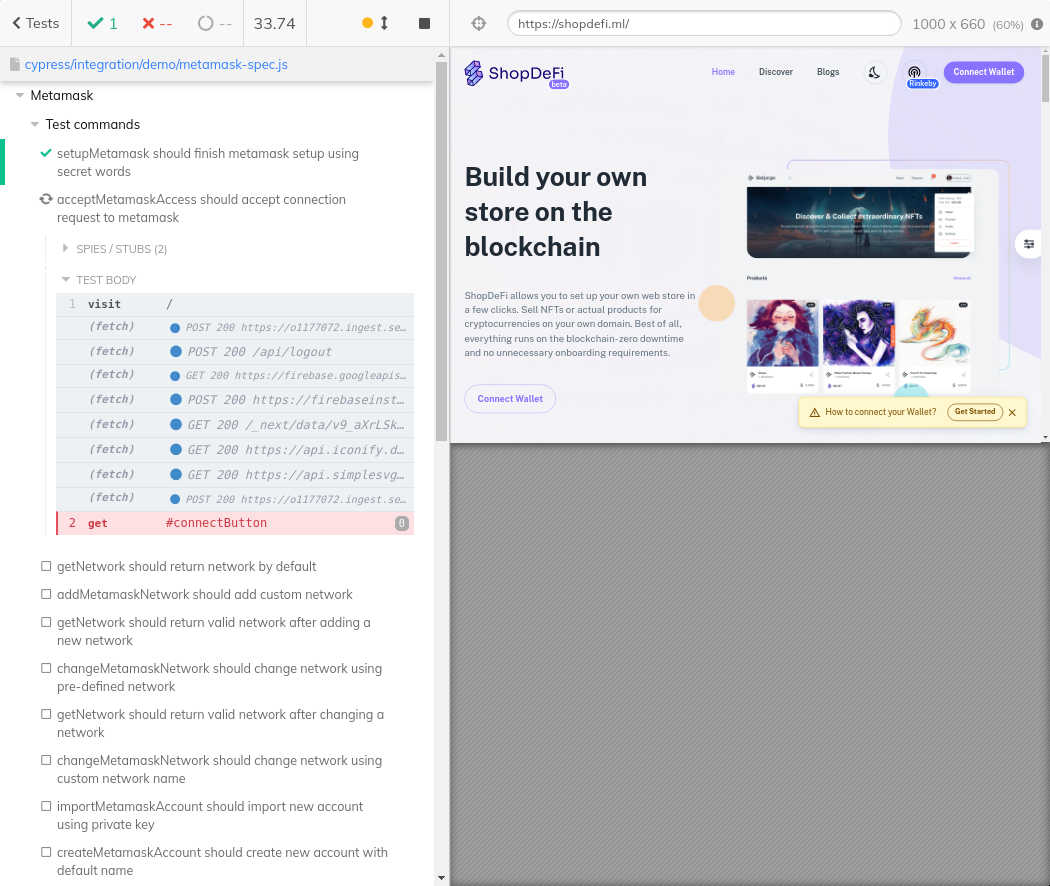 Tests
1
--
--
33.74
https://shopdefi.ml/
1000 x 660 (60%)
cypress/integration/demo/metamask-spec.js
Metamask
Test commands
setupMetamask should finish metamask setup using
secret words
acceptMetamaskAccess should accept connection
request to metamask
SPIES / STUBS (2)
TEST BODY
1 visit /
(fetch) POST 200 https://o1177072.ingest.se…
(fetch) POST 200 /api/logout
(fetch) GET 200 https://firebase.googleapis…
(fetch) POST 200 https://firebaseinst…
(fetch) GET 200 /_next/data/v9_aXrLSk…
(fetch) GET 200 https://api.iconify.d…
(fetch) GET 200 https://api.simplesvg…
(fetch) POST 200 https://o1177072.ingest.se…
2 get #connectButton 0
getNetwork should return network by default
addMetamaskNetwork should add custom network
getNetwork should return valid network after adding a
new network
changeMetamaskNetwork should change network using
pre-defined network
getNetwork should return valid network after changing a
network
changeMetamaskNetwork should change network using
custom network name
importMetamaskAccount should import new account
using private key
createMetamaskAccount should create new account with
default name
ShopDeFi
beta
Home
Discover
Blogs
Rinkeby
Connect Wallet
Build your own
store on the
blockchain
ShopDeFi allows you to set up your own web store in
a few clicks. Sell NFTs or actual products for
cryptocurrencies on your own domain. Best of all,
everything runs on the blockchain-zero downtime
and no unnecessary onboarding requirements.
Connect Wallet
Discover & Collect extraordinary NFTs
Products
How to connect your Wallet?
Get Started